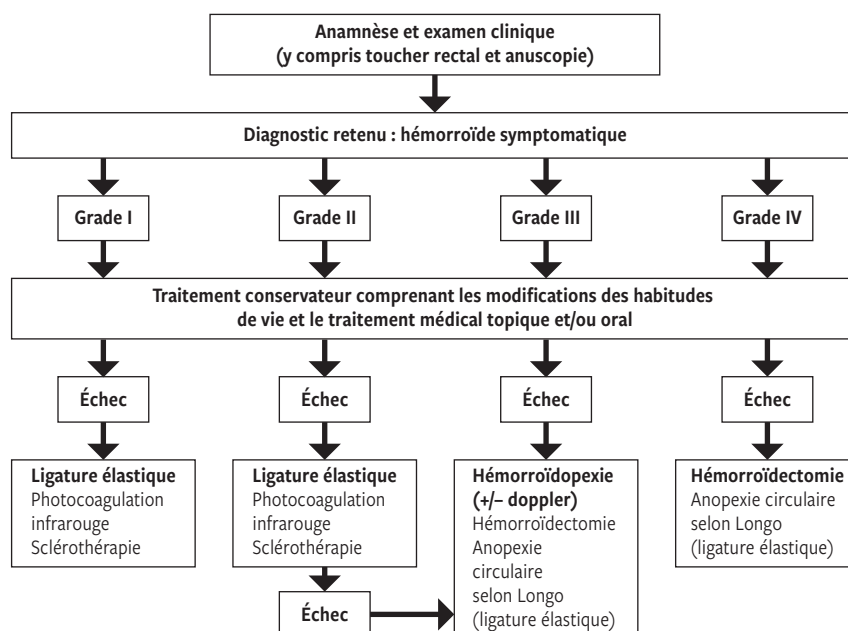 Anamnèse et examen clinique
(y compris toucher rectal et anuscopie)
Diagnostic retenu : hémorroïde symptomatique
Grade I
Grade II
Grade III
Grade IV
Traitement conservateur comprenant les modifications des habitudes
de vie et le traitement médical topique et/ou oral
Échec
Échec
Échec
Échec
Ligature élastique
Photocoagulation
infrarouge
Sclérothérapie
Ligature élastique
Photocoagulation
infrarouge
Sclérothérapie
Échec
Hémorroïdopexie
(+/– doppler)
Hémorroïdectomie
Anopexie
circulaire
selon Longo
(ligature élastique)
Hémorroïdectomie
Anopexie circulaire
selon Longo
(ligature élastique)